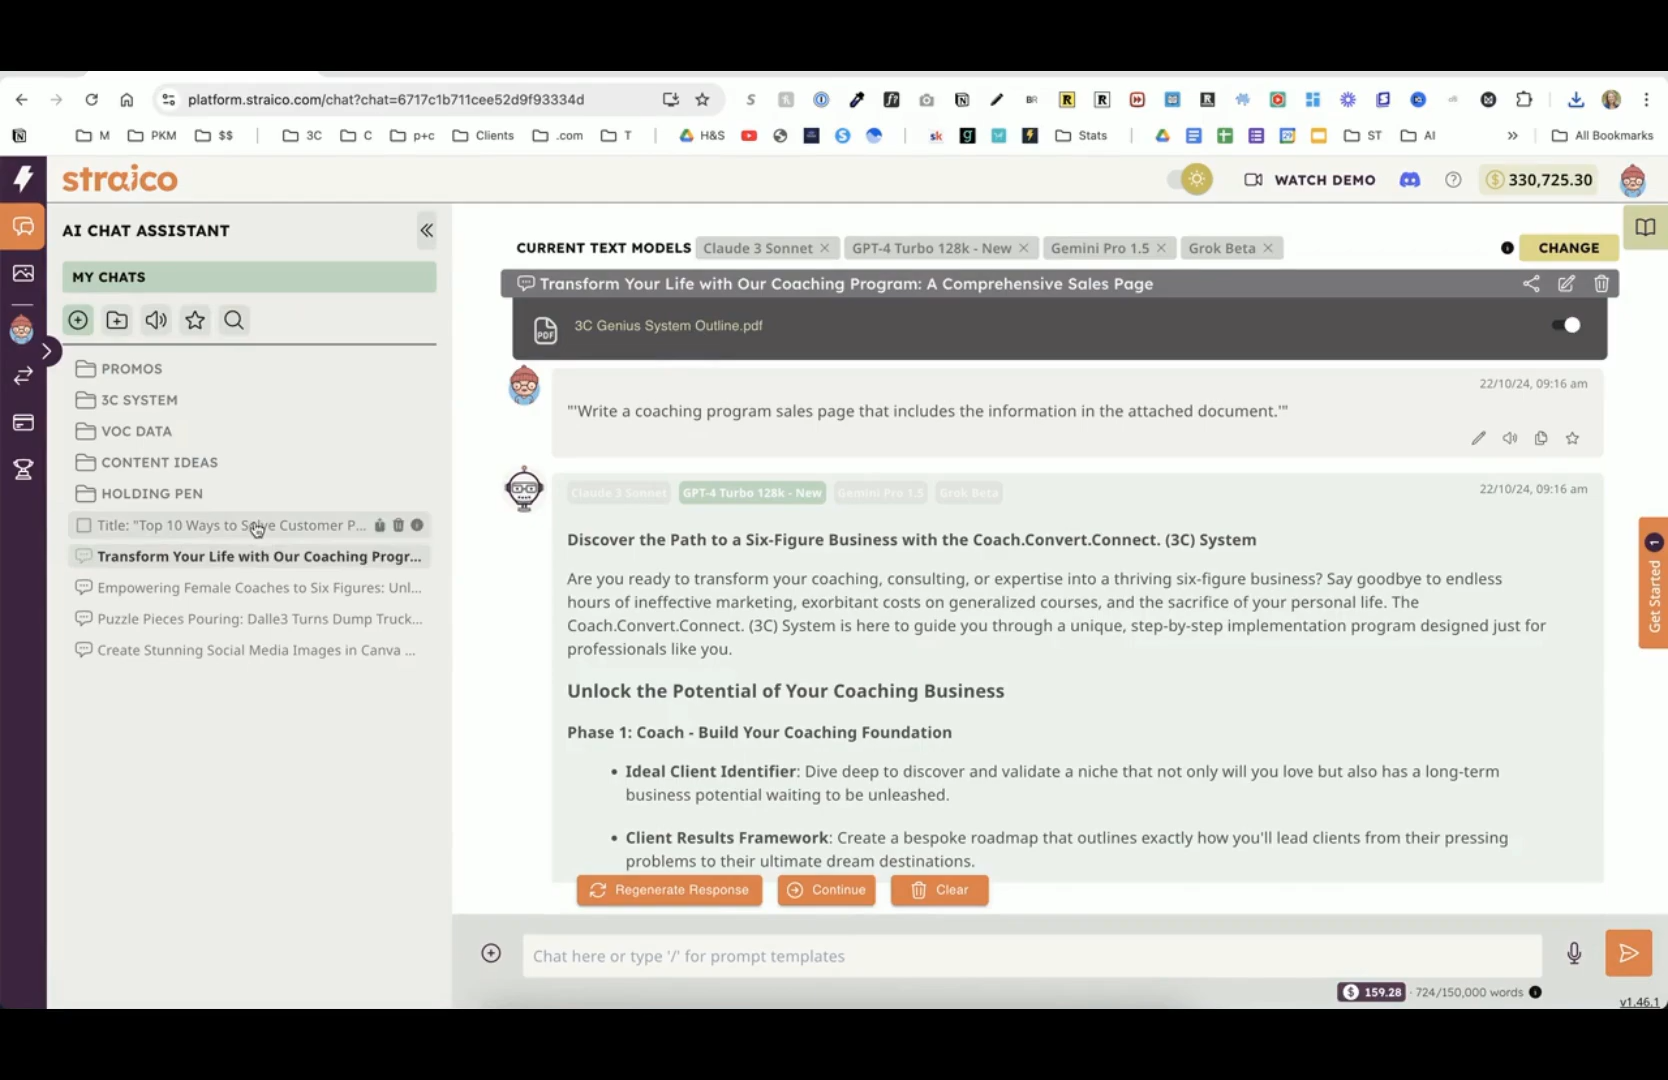 platform.straico.com/chat?chat=6717c1b711cee52d9f93334d
M PKM $$ 3C C p+c Clients .com T H&S Stats ST AI » All Bookmarks
straico
WATCH DEMO 330,725.30
AI CHAT ASSISTANT
MY CHATS
PROMOS
3C SYSTEM
VOC DATA
CONTENT IDEAS
HOLDING PEN
Title: "Top 10 Ways to Solve Customer P...
Transform Your Life with Our Coaching Progr...
Empowering Female Coaches to Six Figures: Unl...
Puzzle Pieces Pouring: Dalle3 Turns Dump Truck...
Create Stunning Social Media Images in Canva ...
CURRENT TEXT MODELS Claude 3 Sonnet GPT-4 Turbo 128k - New Gemini Pro 1.5 Grok Beta CHANGE
Transform Your Life with Our Coaching Program: A Comprehensive Sales Page
PDF 3C Genius System Outline.pdf
22/10/24, 09:16 am
"'Write a coaching program sales page that includes the information in the attached document.'"
Claude 3 Sonnet GPT-4 Turbo 128k - New Gemini Pro 1.5 Grok Beta 22/10/24, 09:16 am
Discover the Path to a Six-Figure Business with the Coach.Convert.Connect. (3C) System
Are you ready to transform your coaching, consulting, or expertise into a thriving six-figure business? Say goodbye to endless
hours of ineffective marketing, exorbitant costs on generalized courses, and the sacrifice of your personal life. The
Coach.Convert.Connect. (3C) System is here to guide you through a unique, step-by-step implementation program designed just for
professionals like you.
Unlock the Potential of Your Coaching Business
Phase 1: Coach - Build Your Coaching Foundation
• Ideal Client Identifier: Dive deep to discover and validate a niche that not only will you love but also has a long-term
business potential waiting to be unleashed.
• Client Results Framework: Create a bespoke roadmap that outlines exactly how you'll lead clients from their pressing
problems to their ultimate dream destinations.
Regenerate Response Continue Clear
Chat here or type '/' for prompt templates
159.28 · 724/150,000 words
v1.46.1
Get Started 1